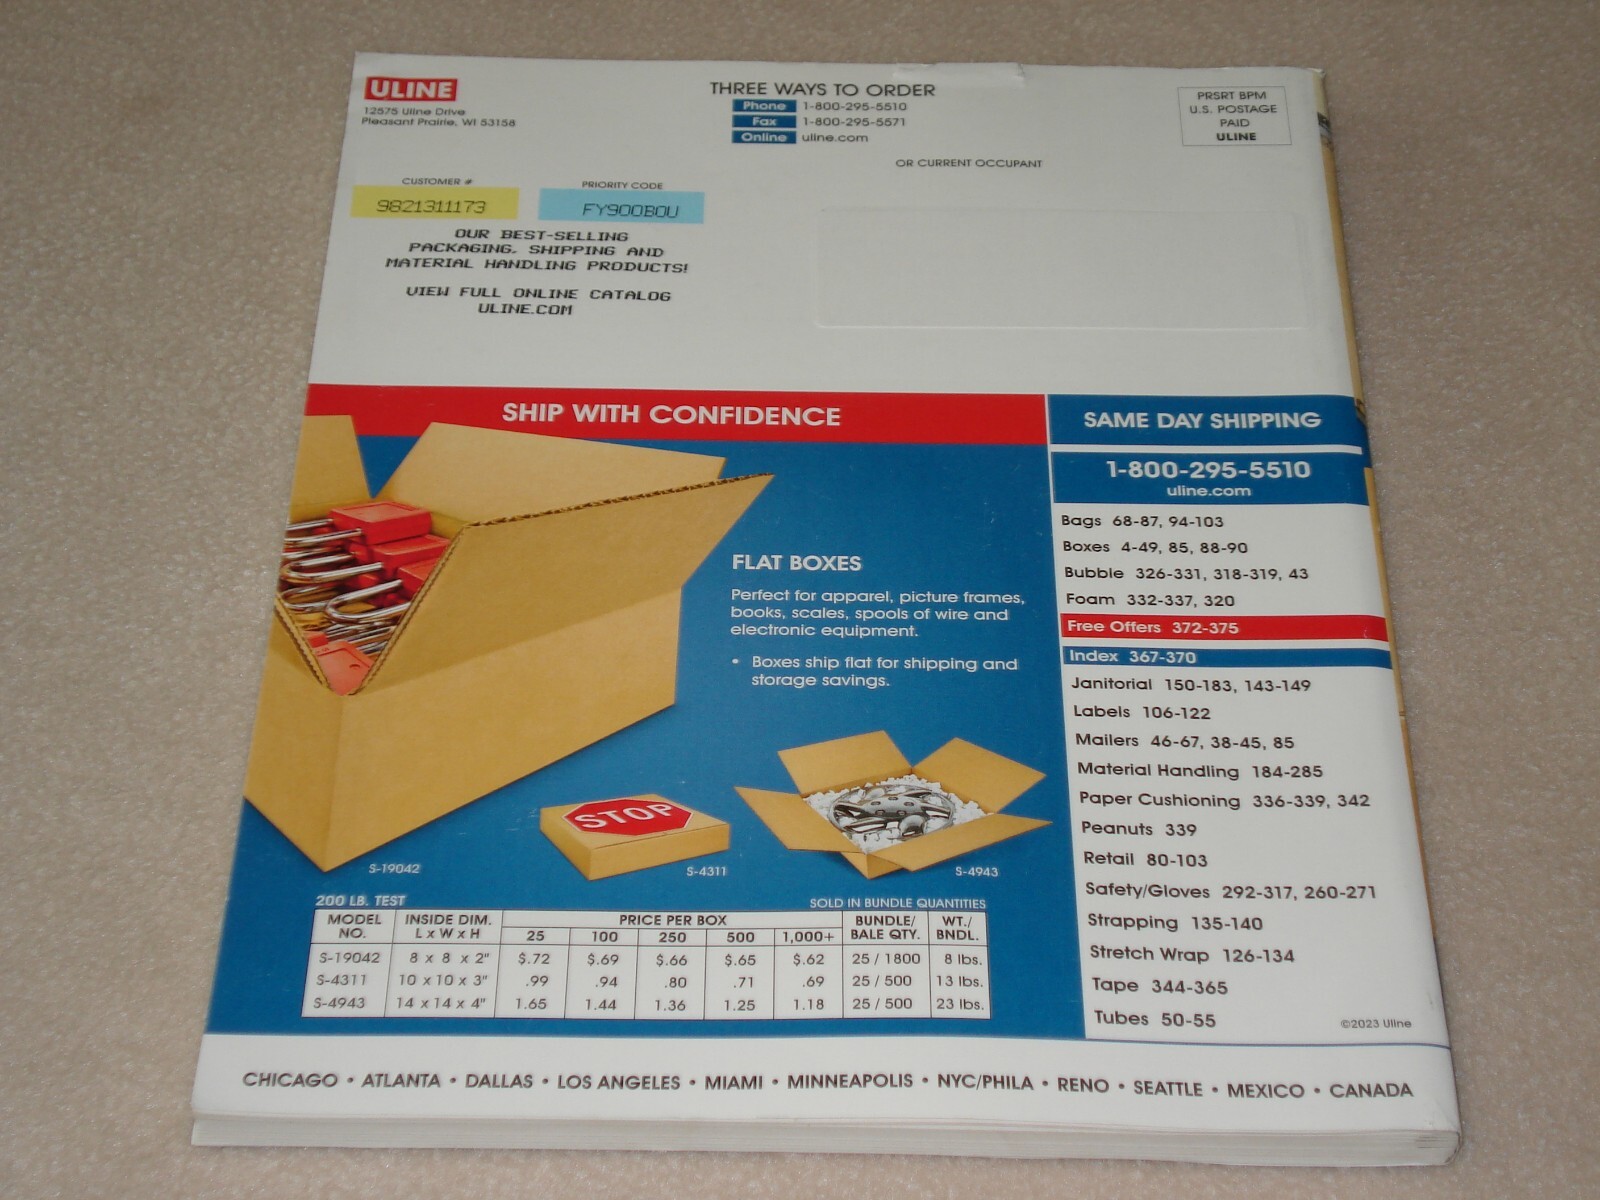 ULINE
12575 Uline Drive
Pleasant Prairie, WI 53158
THREE WAYS TO ORDER
Phone 1-800-295-5510
Fax 1-800-295-5571
Online uline.com
PRSRT BPM
U.S. POSTAGE
PAID
ULINE
OR CURRENT OCCUPANT
CUSTOMER #
9821311173
PRIORITY CODE
FY900BOU
OUR BEST-SELLING
PACKAGING, SHIPPING AND
MATERIAL HANDLING PRODUCTS!
VIEW FULL ONLINE CATALOG
ULINE.COM
SHIP WITH CONFIDENCE
FLAT BOXES
Perfect for apparel, picture frames,
books, scales, spools of wire and
electronic equipment.
• Boxes ship flat for shipping and
storage savings.
STOP
S-19042
S-4311
S-4943
200 LB. TEST
SOLD IN BUNDLE QUANTITIES
MODEL NO. INSIDE DIM. L x W x H PRICE PER BOX BUNDLE/ BALE QTY. WT./ BNDL.
25 100 250 500 1,000+
S-19042 8 x 8 x 2" $.72 $.69 $.66 $.65 $.62 25 / 1800 8 lbs.
S-4311 10 x 10 x 3" .99 .94 .80 .71 .69 25 / 500 13 lbs.
S-4943 14 x 14 x 4" 1.65 1.44 1.36 1.25 1.18 25 / 500 23 lbs.
SAME DAY SHIPPING
1-800-295-5510
uline.com
Bags 68-87, 94-103
Boxes 4-49, 85, 88-90
Bubble 326-331, 318-319, 43
Foam 332-337, 320
Free Offers 372-375
Index 367-370
Janitorial 150-183, 143-149
Labels 106-122
Mailers 46-67, 38-45, 85
Material Handling 184-285
Paper Cushioning 336-339, 342
Peanuts 339
Retail 80-103
Safety/Gloves 292-317, 260-271
Strapping 135-140
Stretch Wrap 126-134
Tape 344-365
Tubes 50-55
©2023 Uline
CHICAGO • ATLANTA • DALLAS • LOS ANGELES • MIAMI • MINNEAPOLIS • NYC/PHILA • RENO • SEATTLE • MEXICO • CANADA